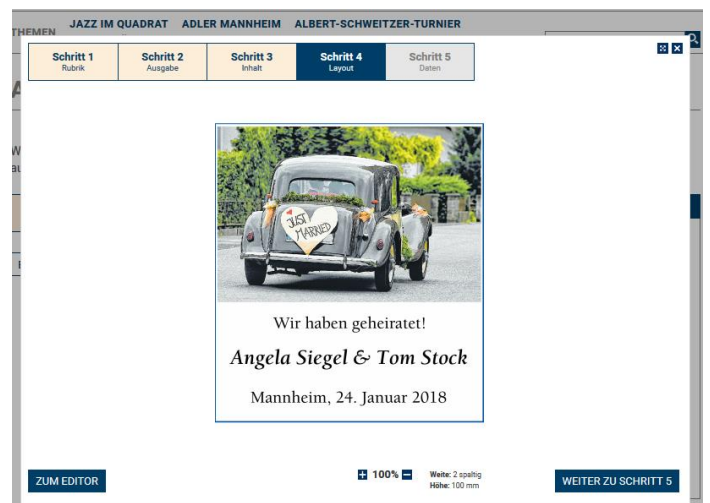 THEMEN
JAZZ IM QUADRAT ADLER MANNHEIM ALBERT-SCHWEITZER-TURNIER
Schritt 1
Rubrik
Schritt 2
Ausgabe
Schritt 3
Inhalt
Schritt 4
Layout
Schritt 5
Daten
JUST
MARRIED
Wir haben geheiratet!
Angela Siegel & Tom Stock
Mannheim, 24. Januar 2018
ZUM EDITOR
100%
Weite: 2 spaltig
Höhe: 100 mm
WEITER ZU SCHRITT 5